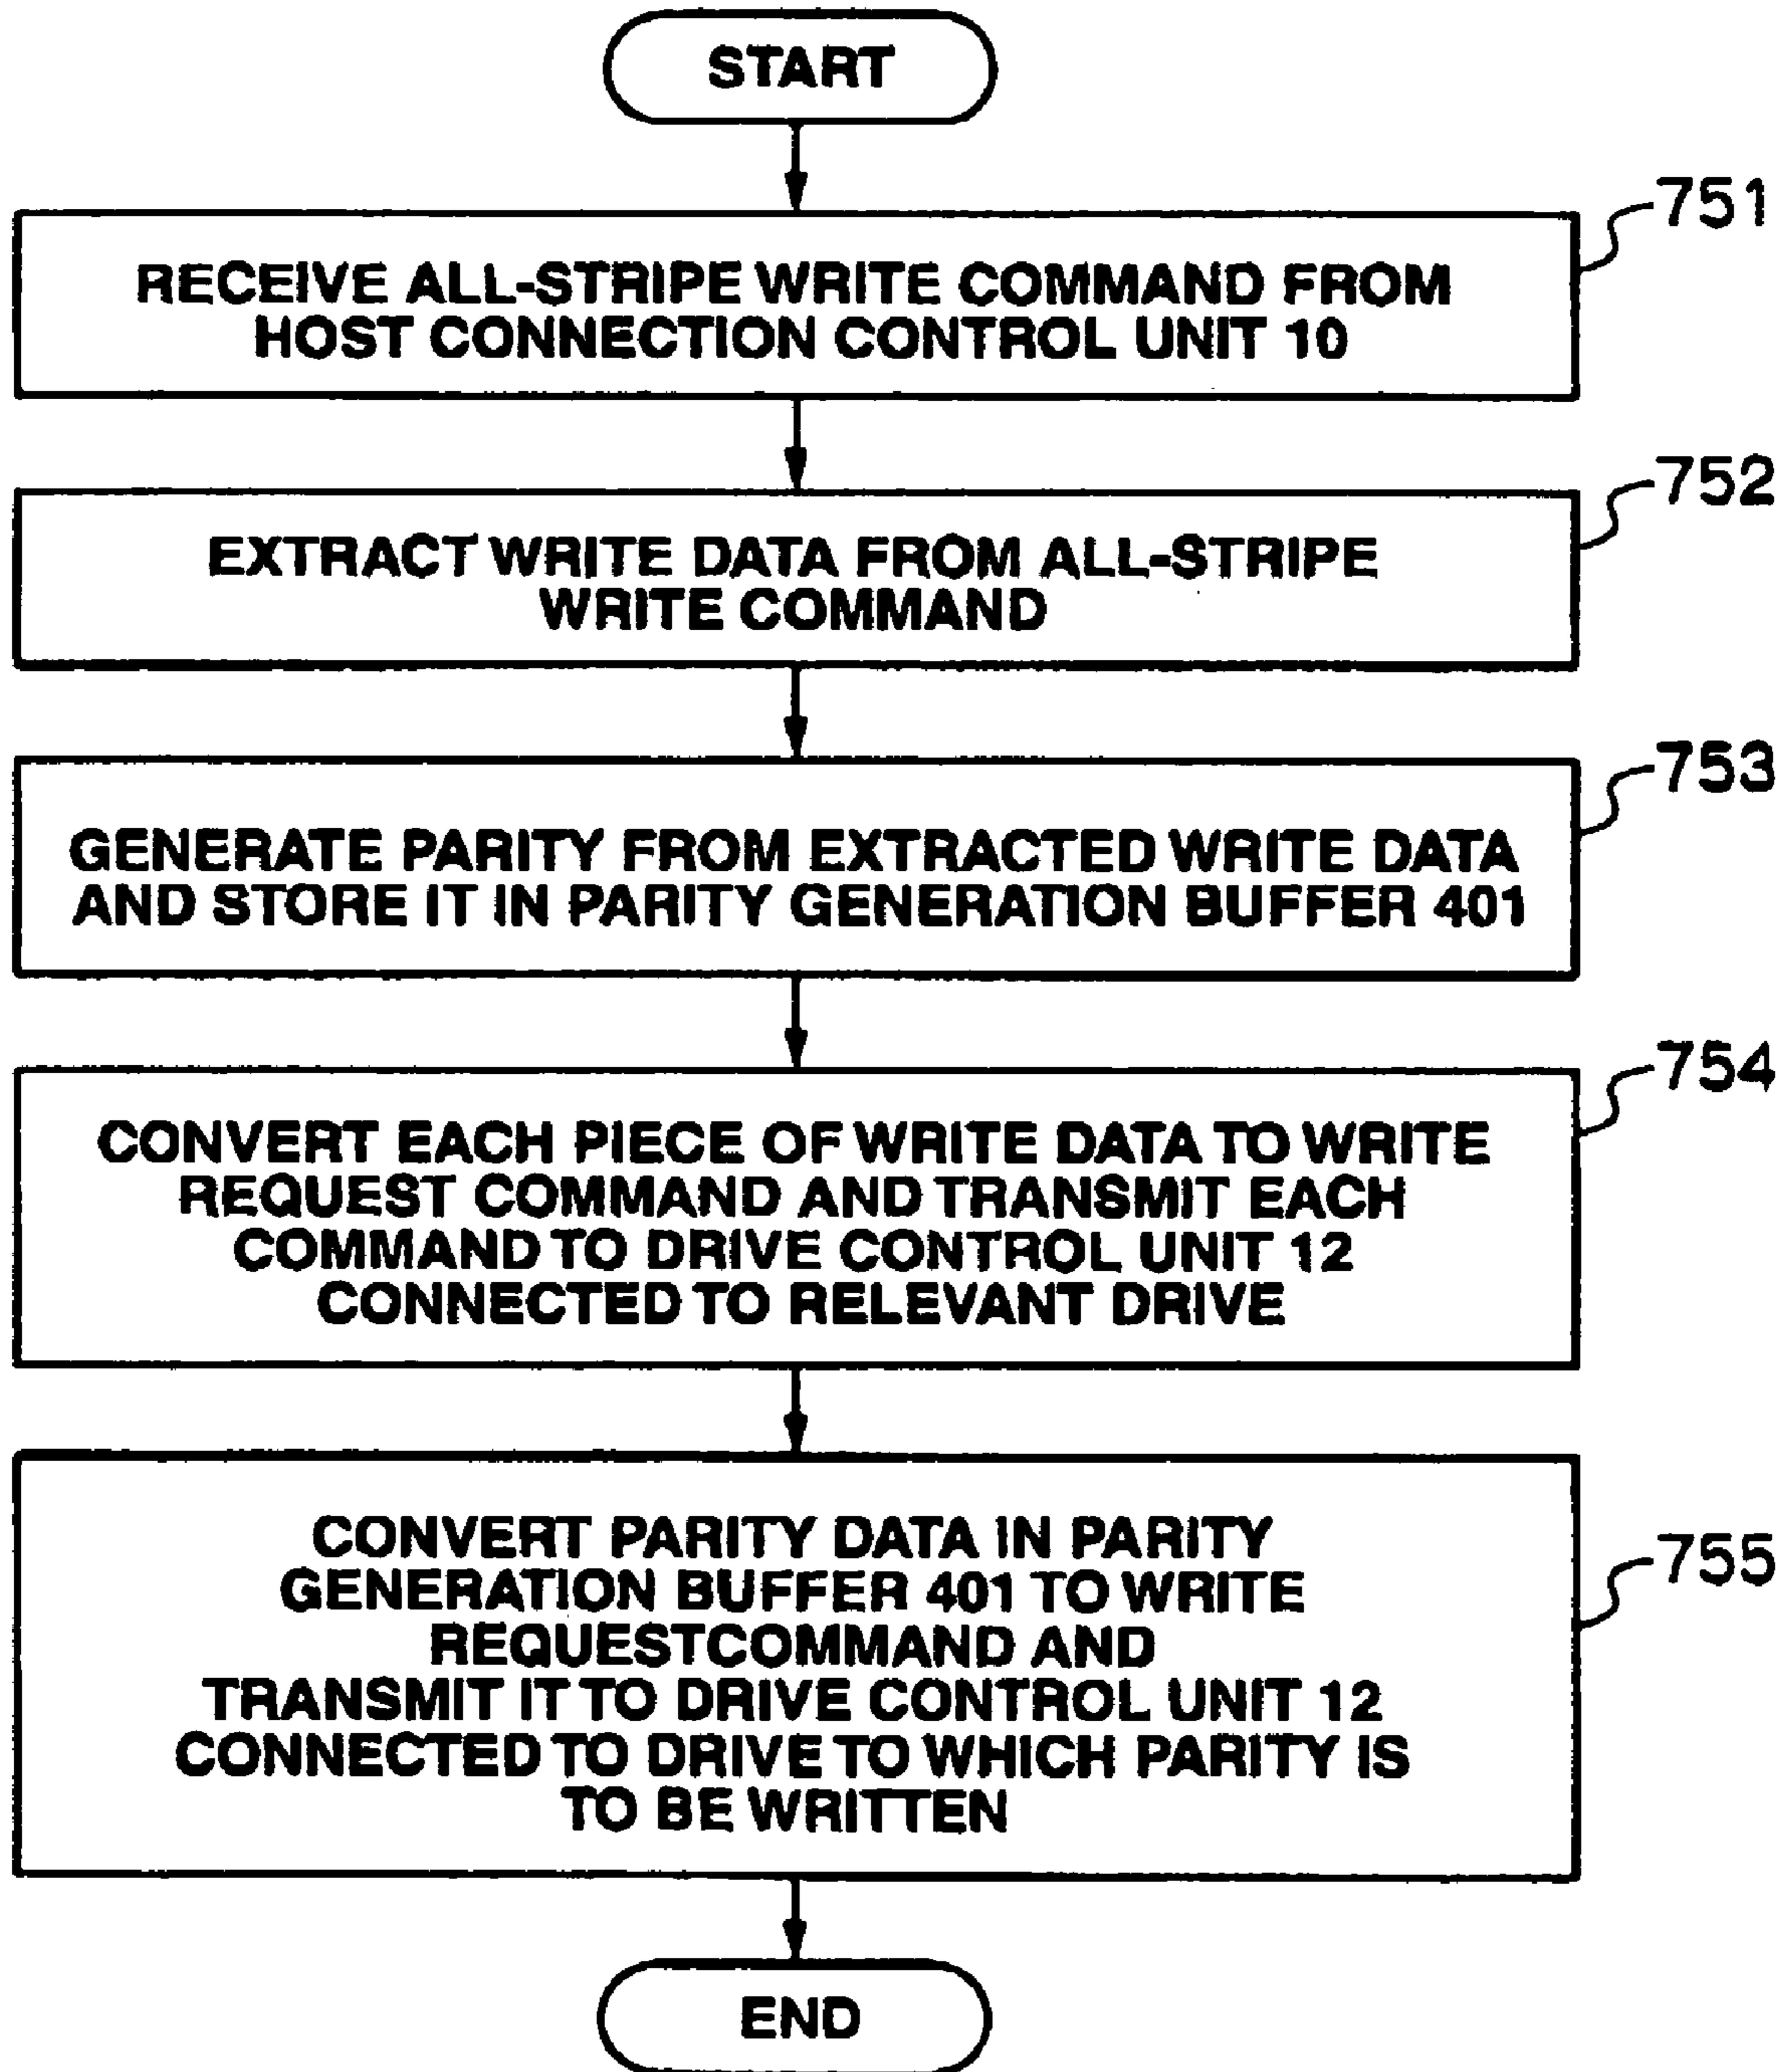 START
751
RECEIVE ALL-STRIPE WRITE COMMAND FROM
HOST CONNECTION CONTROL UNIT 10
752
EXTRACT WRITE DATA FROM ALL-STRIPE
WRITE COMMAND
753
GENERATE PARITY FROM EXTRACTED WRITE DATA
AND STORE IT IN PARITY GENERATION BUFFER 401
754
CONVERT EACH PIECE OF WRITE DATA TO WRITE
REQUEST COMMAND AND TRANSMIT EACH
COMMAND TO DRIVE CONTROL UNIT 12
CONNECTED TO RELEVANT DRIVE
755
CONVERT PARITY DATA IN PARITY
GENERATION BUFFER 401 TO WRITE
REQUESTCOMMAND AND
TRANSMIT IT TO DRIVE CONTROL UNIT 12
CONNECTED TO DRIVE TO WHICH PARITY IS
TO BE WRITTEN
END